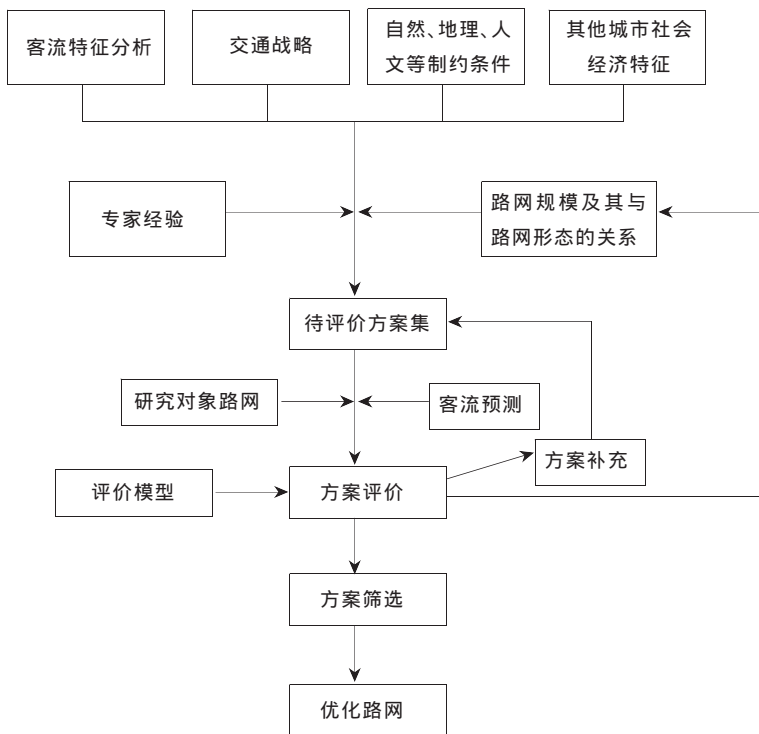 客流特征分析
交通战略
自然、地理、人
文等制约条件
其他城市社会
经济特征
专家经验
路网规模及其与
路网形态的关系
待评价方案集
研究对象路网
客流预测
方案补充
评价模型
方案评价
方案筛选
优化路网